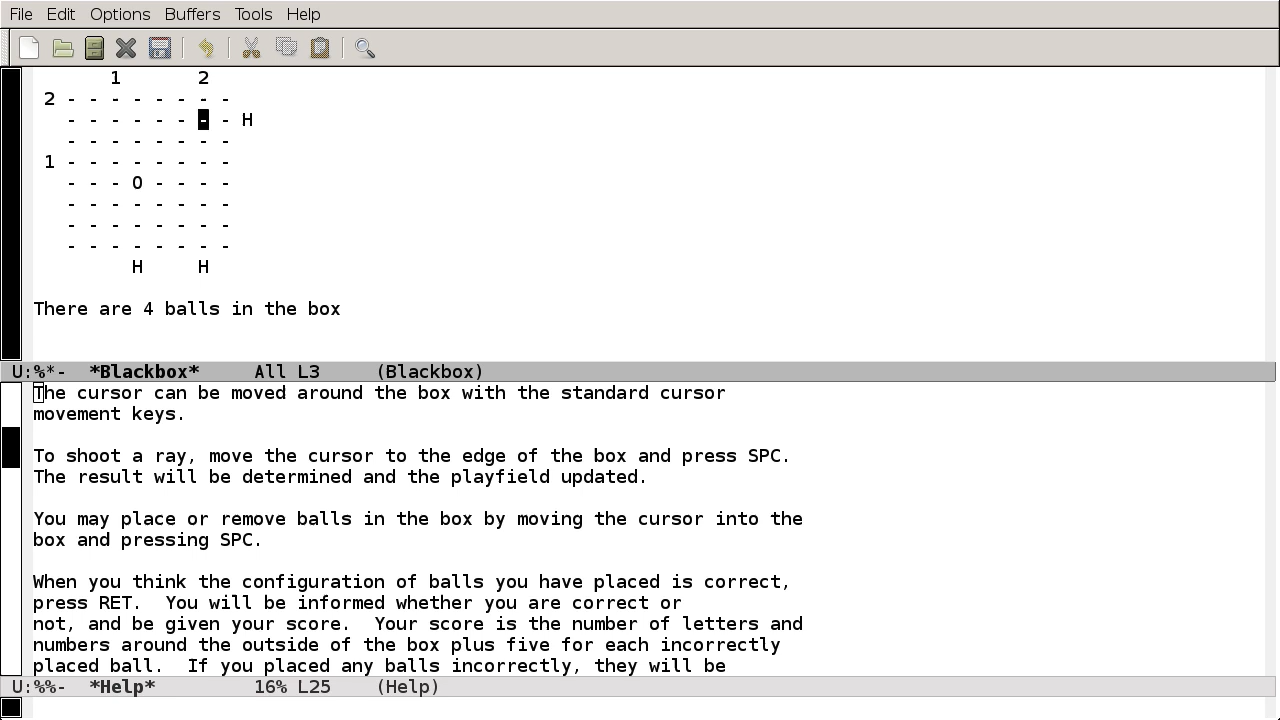 File Edit Options Buffers Tools Help
    1       2
2 - - - - - - - -
  - - - - - - - - H
  - - - - - - - -
1 - - - - - - - -
  - - - O - - - -
  - - - - - - - -
  - - - - - - - -
  - - - - - - - -
        H     H
There are 4 balls in the box
U:%*-  *Blackbox*     All L3     (Blackbox)
The cursor can be moved around the box with the standard cursor
movement keys.
To shoot a ray, move the cursor to the edge of the box and press SPC.
The result will be determined and the playfield updated.
You may place or remove balls in the box by moving the cursor into the
box and pressing SPC.
When you think the configuration of balls you have placed is correct,
press RET.  You will be informed whether you are correct or
not, and be given your score.  Your score is the number of letters and
numbers around the outside of the box plus five for each incorrectly
placed ball.  If you placed any balls incorrectly, they will be
U:%%-  *Help*         16% L25    (Help)